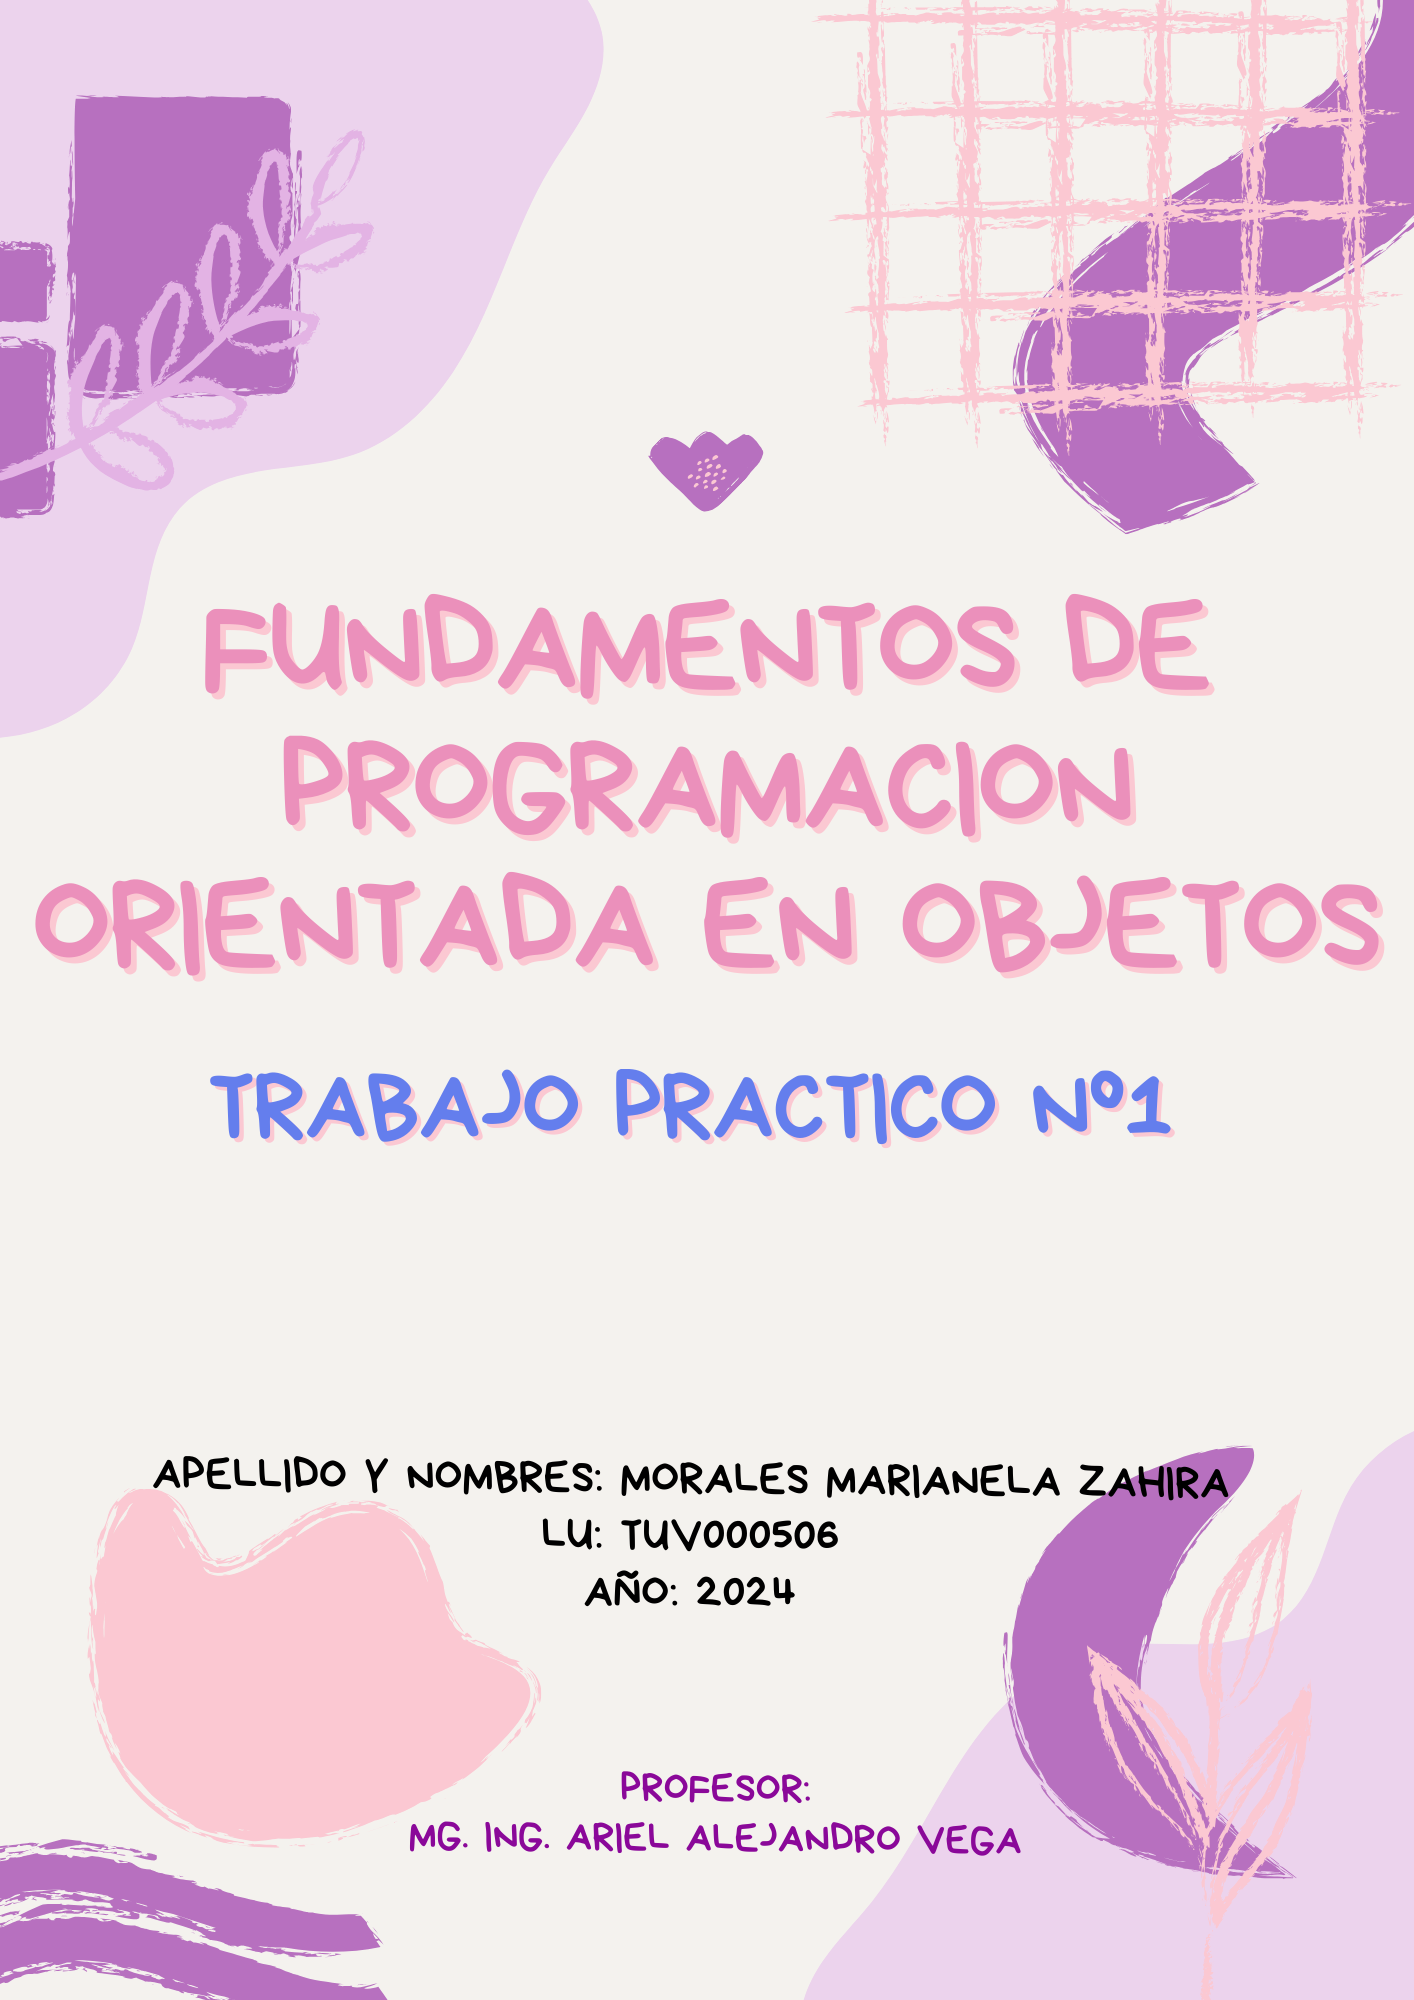 FUNDAMENTOS DE
PROGRAMACION
ORIENTADA EN OBJETOS
TRABAJO PRACTICO Nº1
APELLIDO Y NOMBRES: MORALES MARIANELA ZAHIRA
LU: TUV000506
AÑO: 2024
PROFESOR:
MG. ING. ARIEL ALEJANDRO VEGA